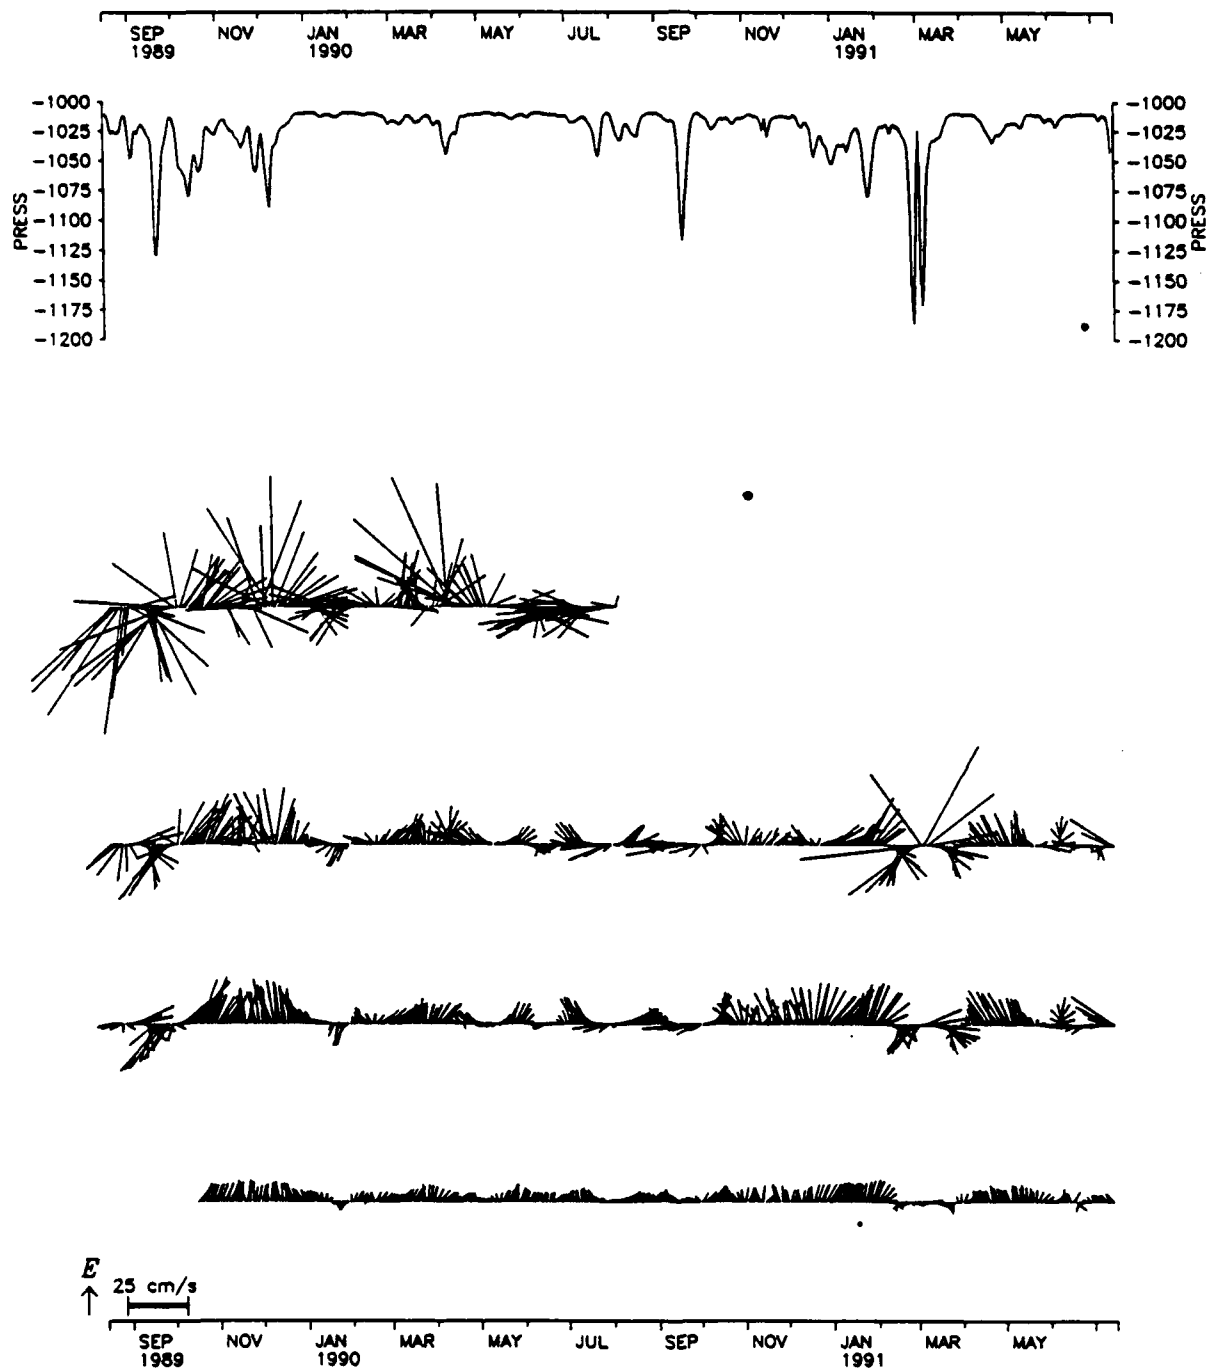 SEP NOV JAN MAR MAY JUL SEP NOV JAN MAR MAY
1989 1990 1991
-1000 -1000
-1025 -1025
-1050 -1050
-1075 -1075
-1100 -1100
-1125 -1125
-1150 -1150
-1175 -1175
-1200 -1200
PRESS PRESS
E
25 cm/s
SEP NOV JAN MAR MAY JUL SEP NOV JAN MAR MAY
1989 1990 1991